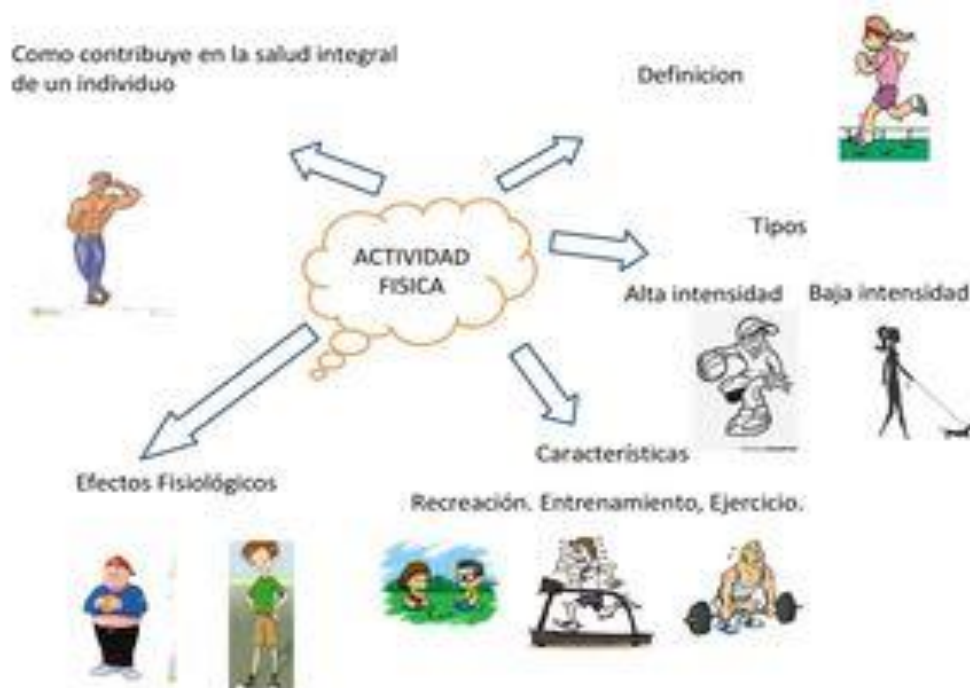 Como contribuye en la salud integral
de un individuo
Definicion
ACTIVIDAD
FISICA
Tipos
Alta intensidad
Baja intensidad
Características
Recreación. Entrenamiento, Ejercicio.
Efectos Fisiológicos